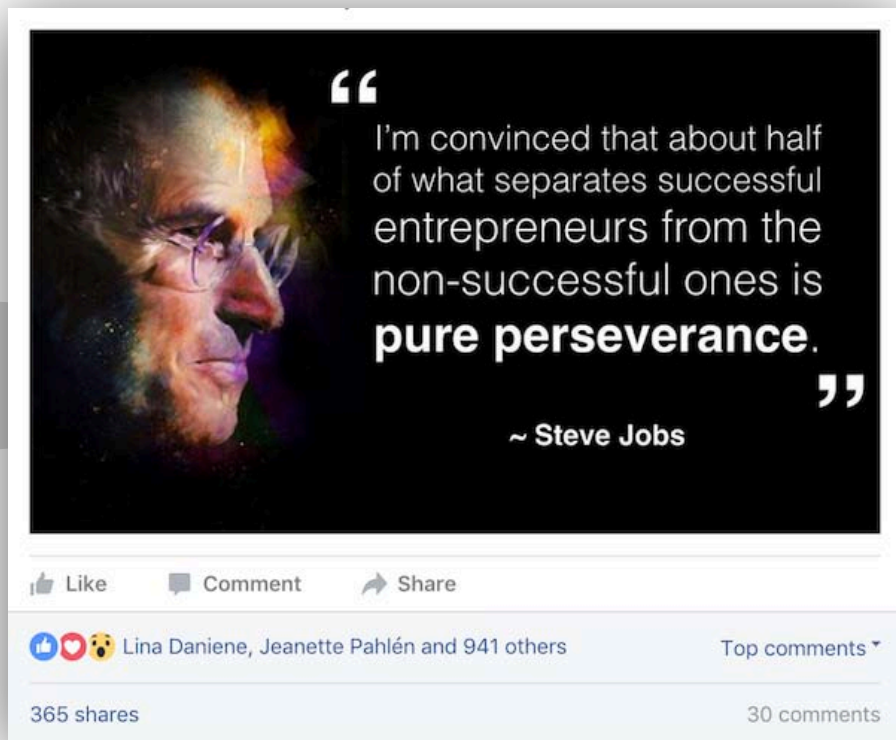 “
I'm convinced that about half
of what separates successful
entrepreneurs from the
non-successful ones is
pure perseverance.
”
~ Steve Jobs
Like Comment Share
Lina Daniene, Jeanette Pahlén and 941 others Top comments
365 shares 30 comments